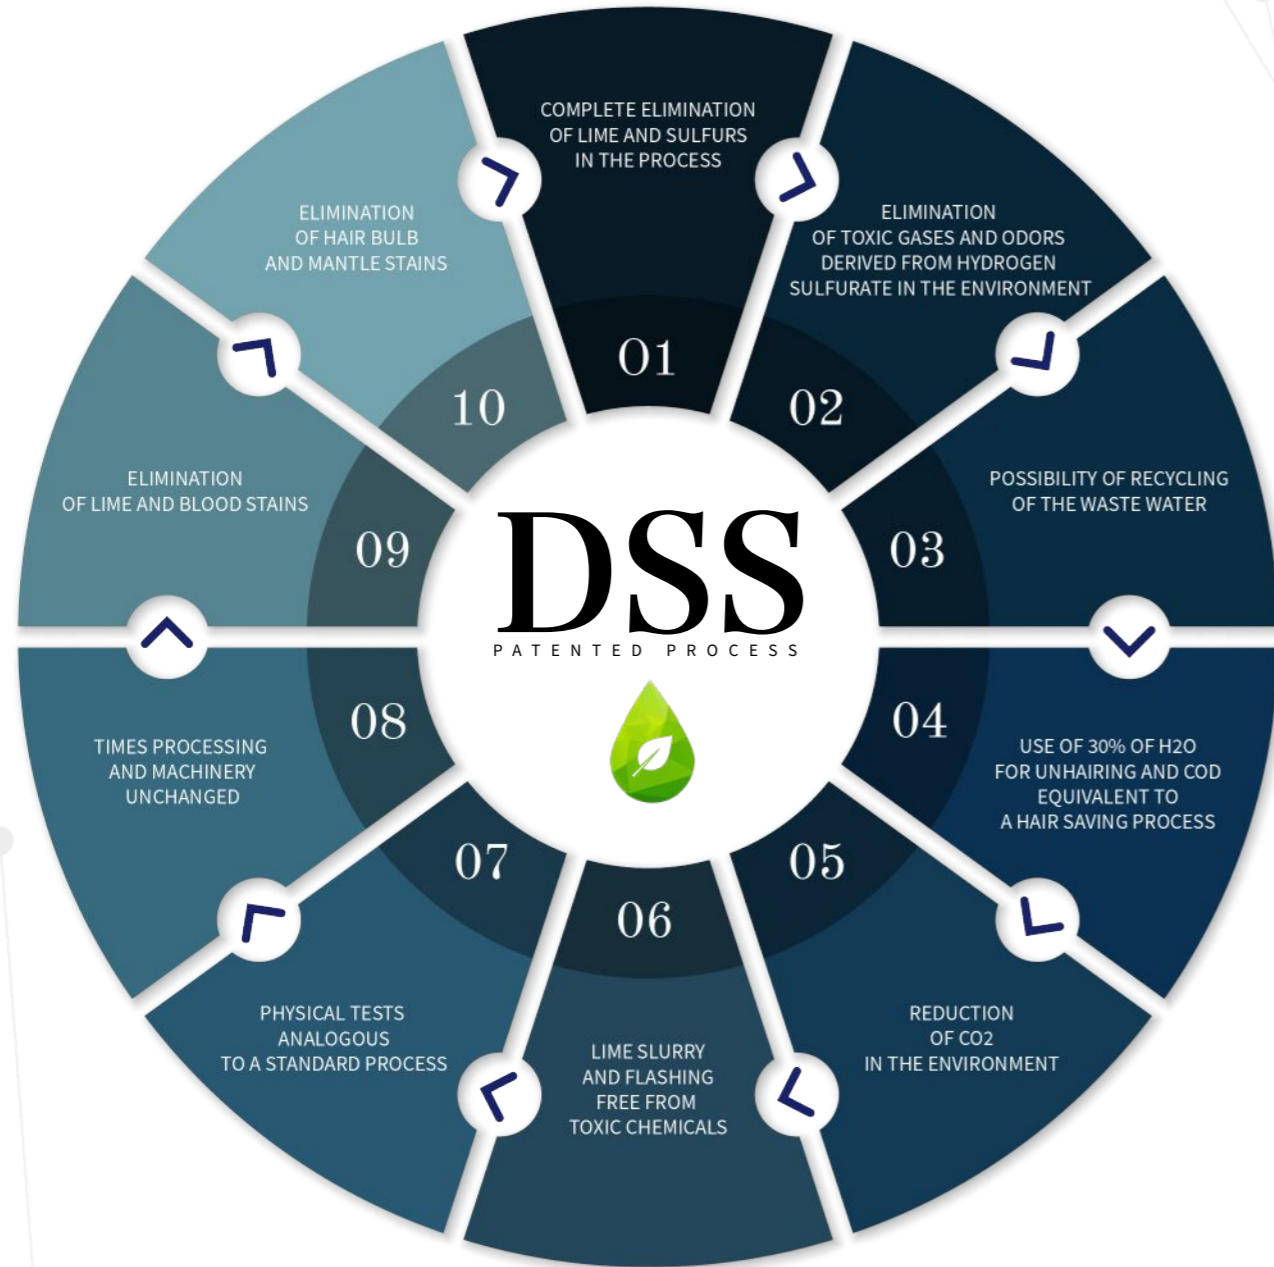 COMPLETE ELIMINATION
OF LIME AND SULFURS
IN THE PROCESS
01
ELIMINATION
OF TOXIC GASES AND ODORS
DERIVED FROM HYDROGEN
SULFURATE IN THE ENVIRONMENT
02
POSSIBILITY OF RECYCLING
OF THE WASTE WATER
03
USE OF 30% OF H2O
FOR UNHAIRING AND COD
EQUIVALENT TO
A HAIR SAVING PROCESS
04
REDUCTION
OF CO2
IN THE ENVIRONMENT
05
LIME SLURRY
AND FLASHING
FREE FROM
TOXIC CHEMICALS
06
PHYSICAL TESTS
ANALOGOUS
TO A STANDARD PROCESS
07
TIMES PROCESSING
AND MACHINERY
UNCHANGED
08
ELIMINATION
OF LIME AND BLOOD STAINS
09
ELIMINATION
OF HAIR BULB
AND MANTLE STAINS
10
DSS
PATENTED PROCESS